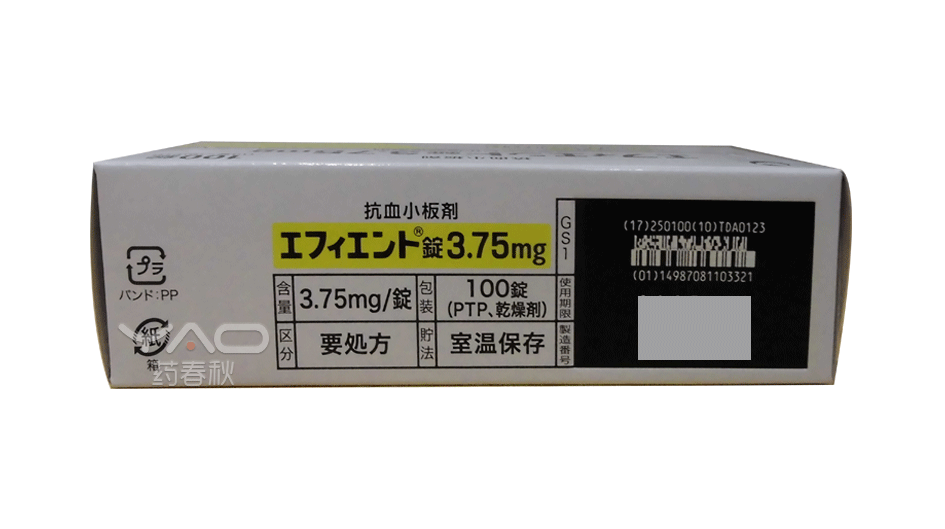 抗血小板剤
エフィエント®錠3.75mg
含量 3.75mg/錠 包装 100錠
(PTP、乾燥剤)
区分 要処方 貯法 室温保存
GS1
使用期限
製造番号
(17)250100(10)TDA0123
(01)14987081103321
プラ
バンド:PP
紙
箱
YAO
药春秋